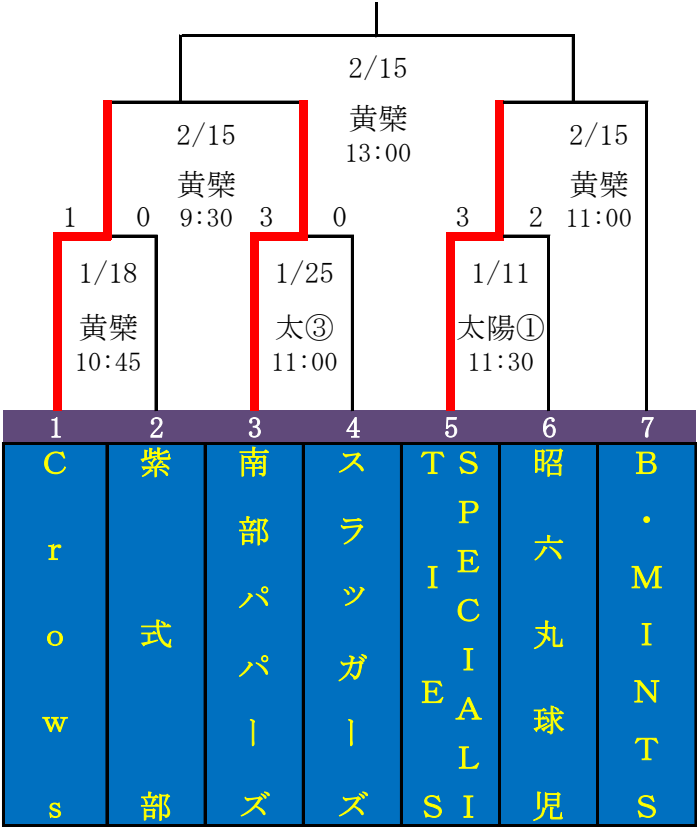 2/15
黄檗
13:00
2/15
黄檗
9:30
2/15
黄檗
11:00
1 0
3 0
3 2
1/18
黄檗
10:45
1/25
太③
11:00
1/11
太陽①
11:30
1 2 3 4 5 6 7
Crows
紫式部
南部パパーズ
スラッガーズ
SPECIALI
TIES
昭六丸球児
B・MINTS